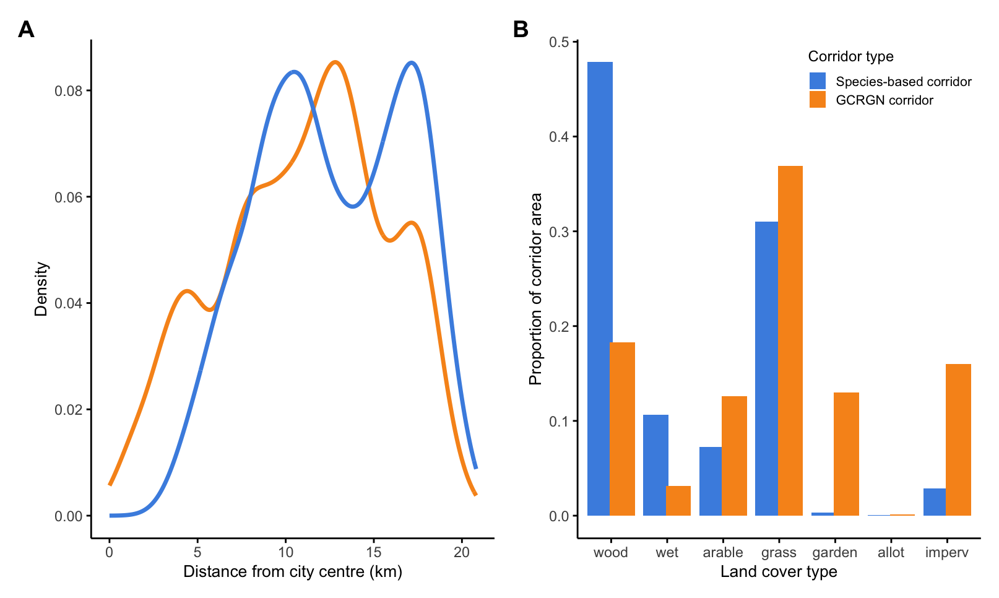 A
Density
0.08
0.06
0.04
0.02
0.00
0 5 10 15 20
Distance from city centre (km)
B
Proportion of corridor area
0.5
0.4
0.3
0.2
0.1
0.0
Corridor type
Species-based corridor
GCRGN corridor
wood wet arable grass garden allot imperv
Land cover type